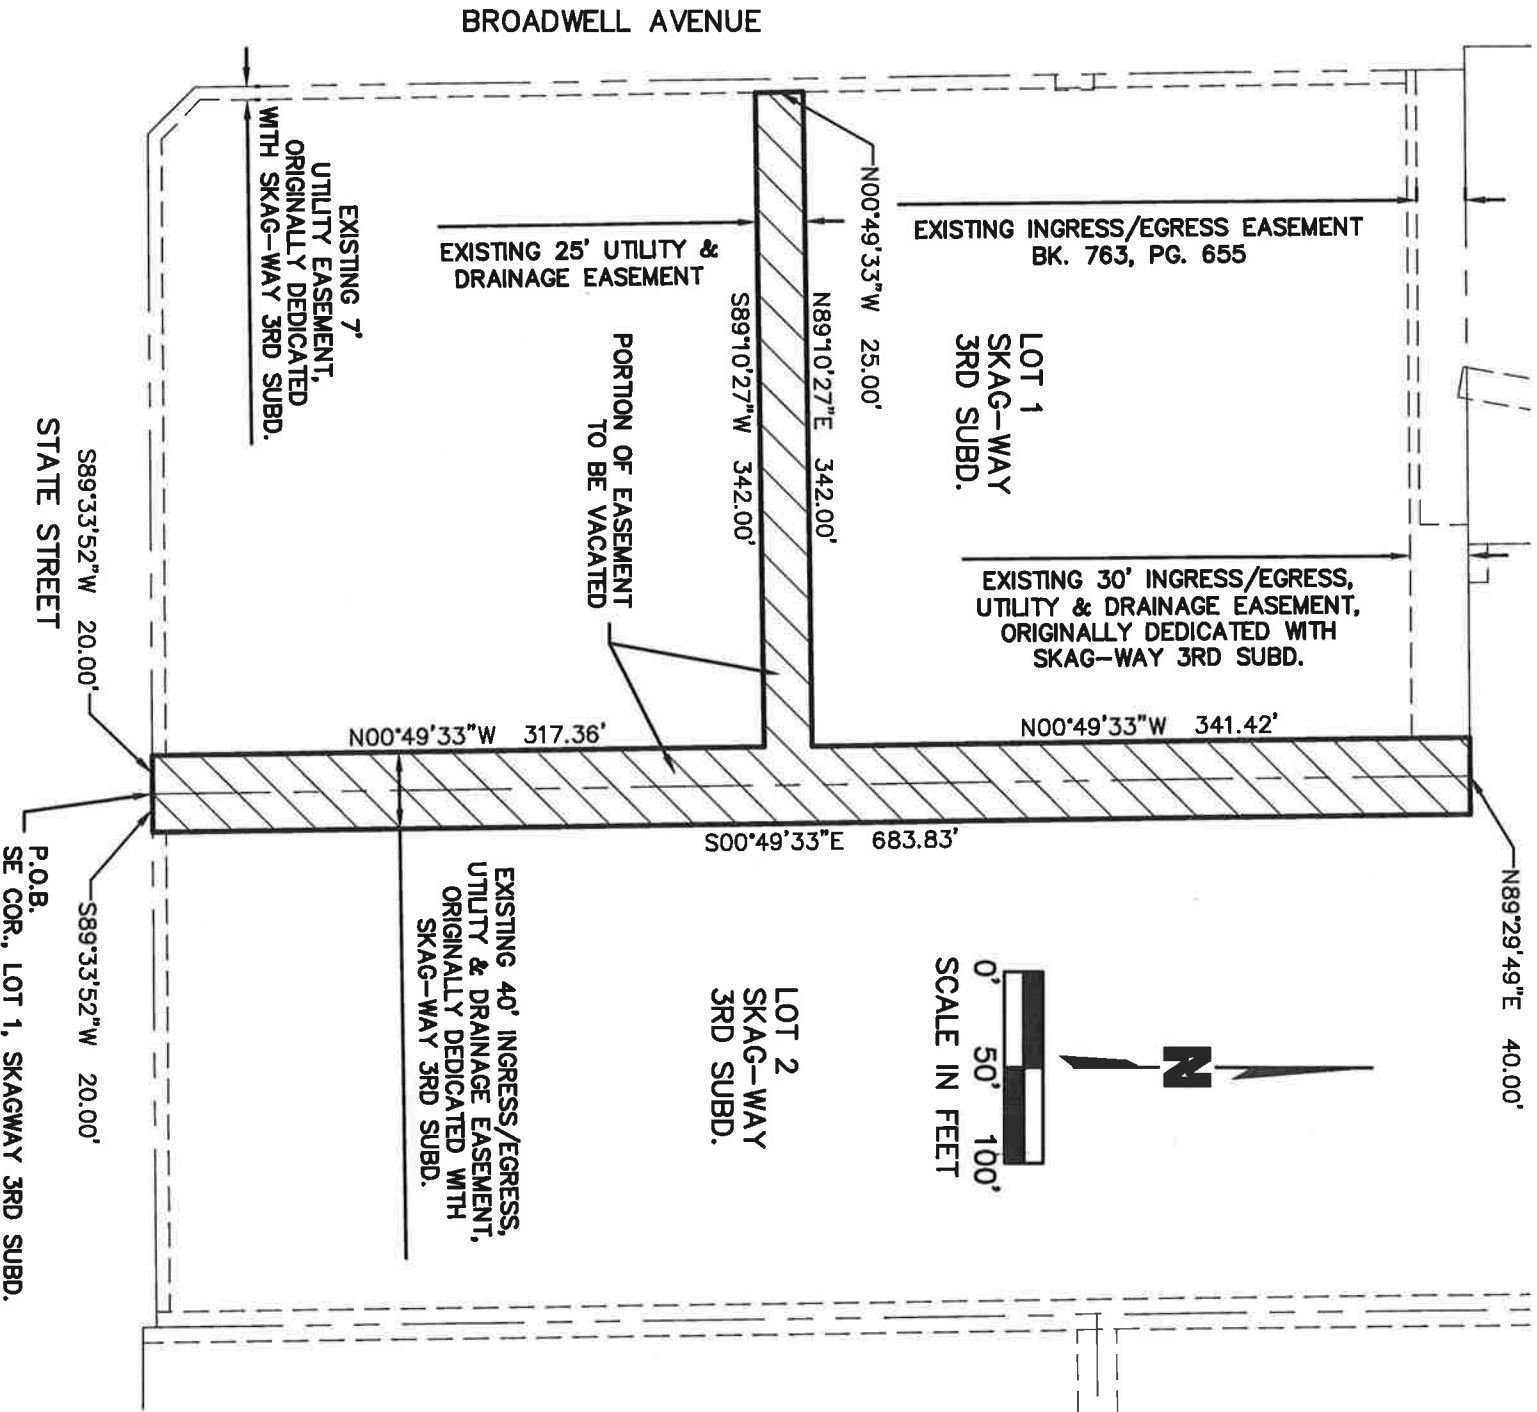 BROADWELL AVENUE
N00°49'33"W 25.00'
EXISTING INGRESS/EGRESS EASEMENT
BK. 763, PG. 655
EXISTING 25' UTILITY &
DRAINAGE EASEMENT
EXISTING 7'
UTILITY EASEMENT,
ORIGINALLY DEDICATED
WITH SKAG-WAY 3RD SUBD.
N89°10'27"E 342.00'
S89°10'27"W 342.00'
LOT 1
SKAG-WAY
3RD SUBD.
PORTION OF EASEMENT
TO BE VACATED
EXISTING 30' INGRESS/EGRESS,
UTILITY & DRAINAGE EASEMENT,
ORIGINALLY DEDICATED WITH
SKAG-WAY 3RD SUBD.
S89°33'52"W 20.00'
STATE STREET
N00°49'33"W 317.36'
N00°49'33"W 341.42'
S00°49'33"E 683.83'
N89°29'49"E 40.00'
P.O.B.
SE COR., LOT 1, SKAGWAY 3RD SUBD.
S89°33'52"W 20.00'
EXISTING 40' INGRESS/EGRESS,
UTILITY & DRAINAGE EASEMENT,
ORIGINALLY DEDICATED WITH
SKAG-WAY 3RD SUBD.
LOT 2
SKAG-WAY
3RD SUBD.
N
0' 50' 100'
SCALE IN FEET